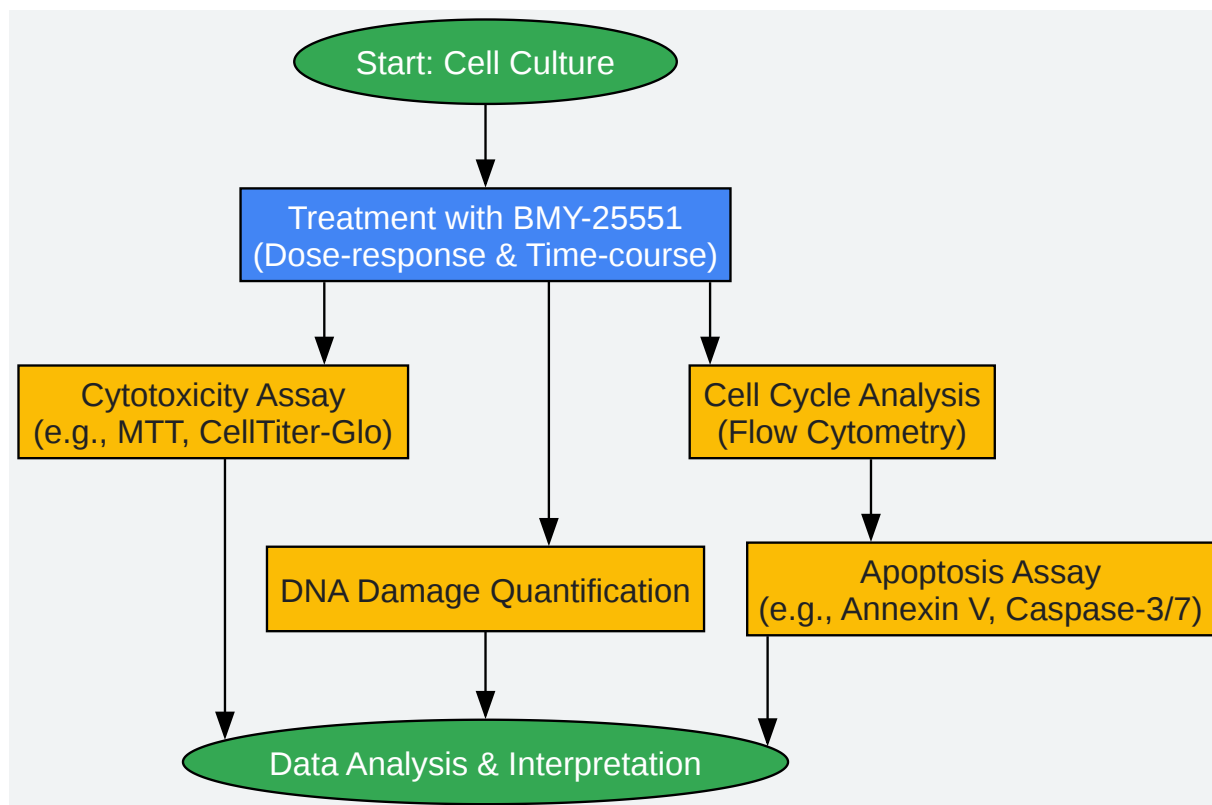 Start: Cell Culture
Treatment with BMY-25551
(Dose-response & Time-course)
Cytotoxicity Assay
(e.g., MTT, CellTiter-Glo)
Cell Cycle Analysis
(Flow Cytometry)
DNA Damage Quantification
Apoptosis Assay
(e.g., Annexin V, Caspase-3/7)
Data Analysis & Interpretation